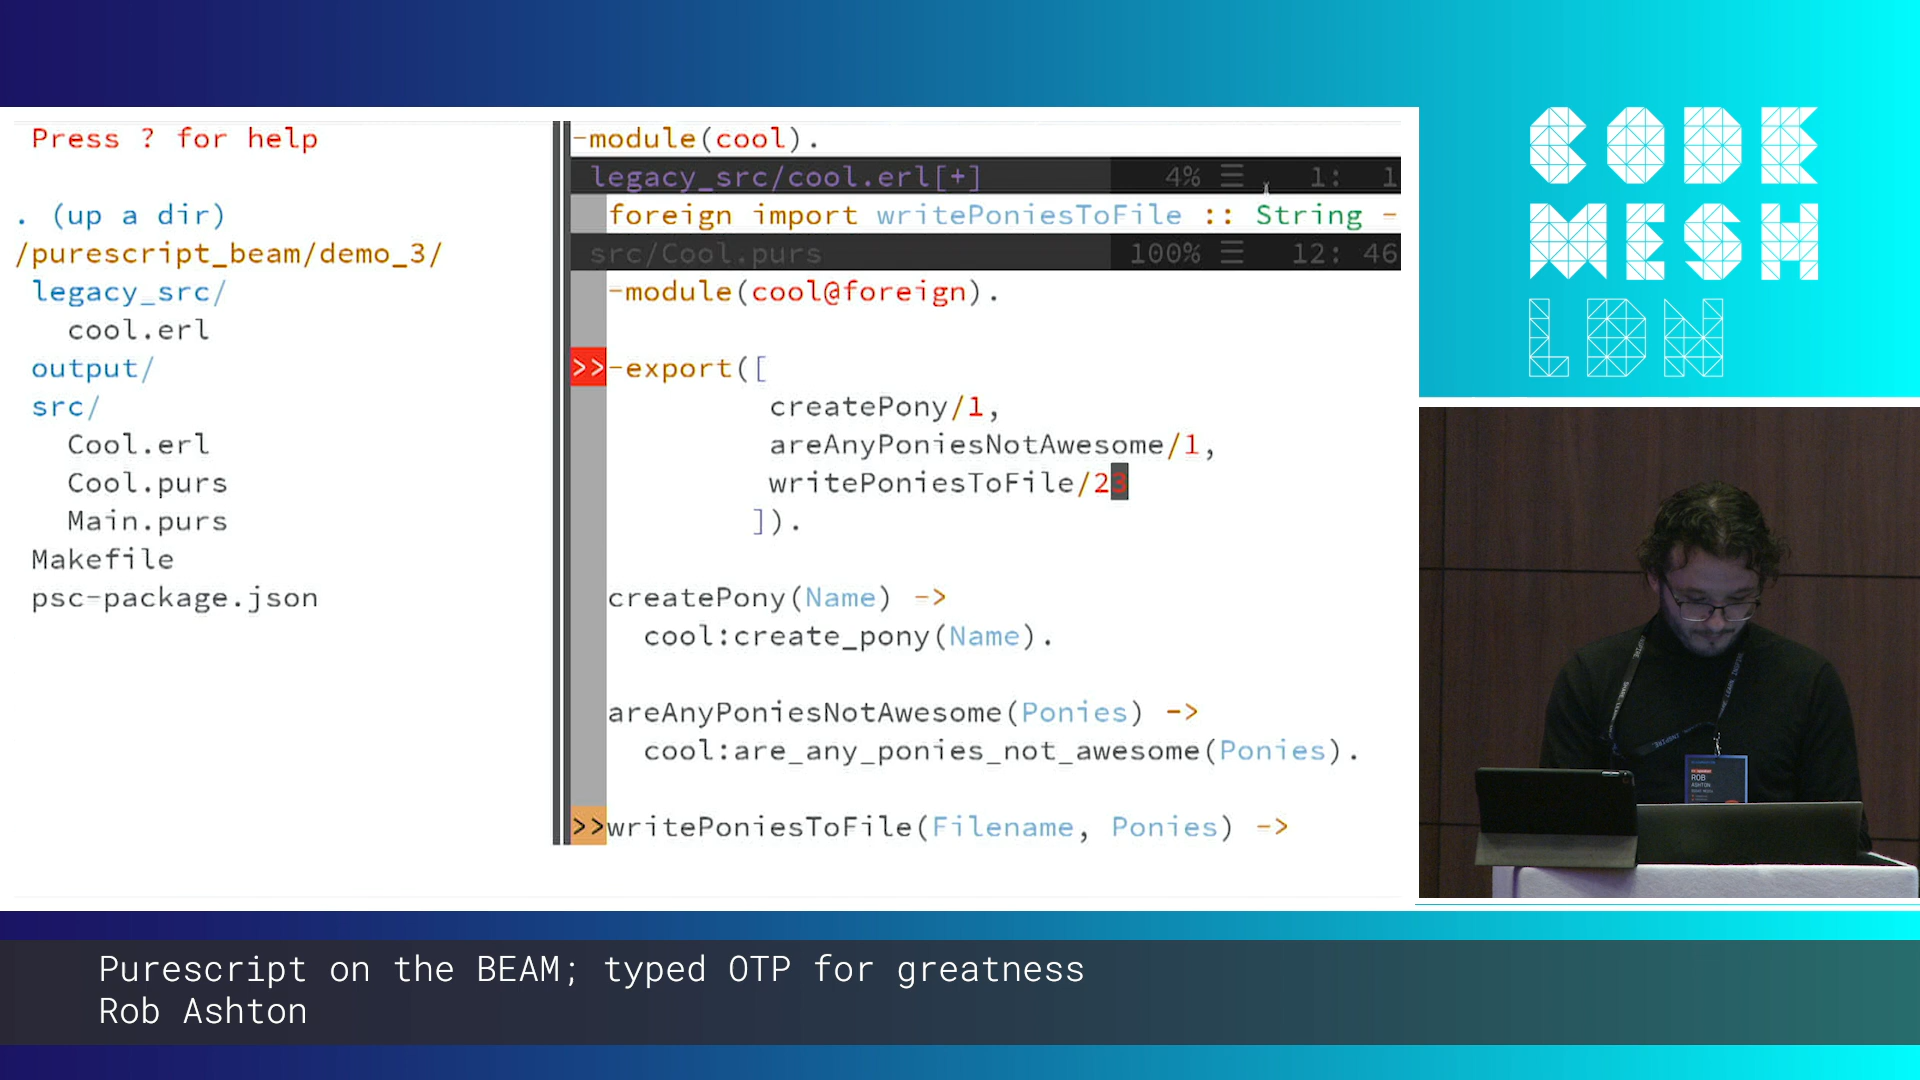 Press ? for help
. (up a dir)
/purescript_beam/demo_3/
legacy_src/
cool.erl
output/
src/
Cool.erl
Cool.purs
Main.purs
Makefile
psc-package.json
-module(cool).
legacy_src/cool.erl[+] 4% ☰ 1: 1
foreign import writePoniesToFile :: String -
src/Cool.purs 100% ☰ 12: 46
-module(cool@foreign).
>>-export([
createPony/1,
areAnyPoniesNotAwesome/1,
writePoniesToFile/23
]).
createPony(Name) ->
cool:create_pony(Name).
areAnyPoniesNotAwesome(Ponies) ->
cool:are_any_ponies_not_awesome(Ponies).
>>writePoniesToFile(Filename, Ponies) ->
CODE
MESH
LDN
ROB
ASHTON
Purescript on the BEAM; typed OTP for greatness
Rob Ashton